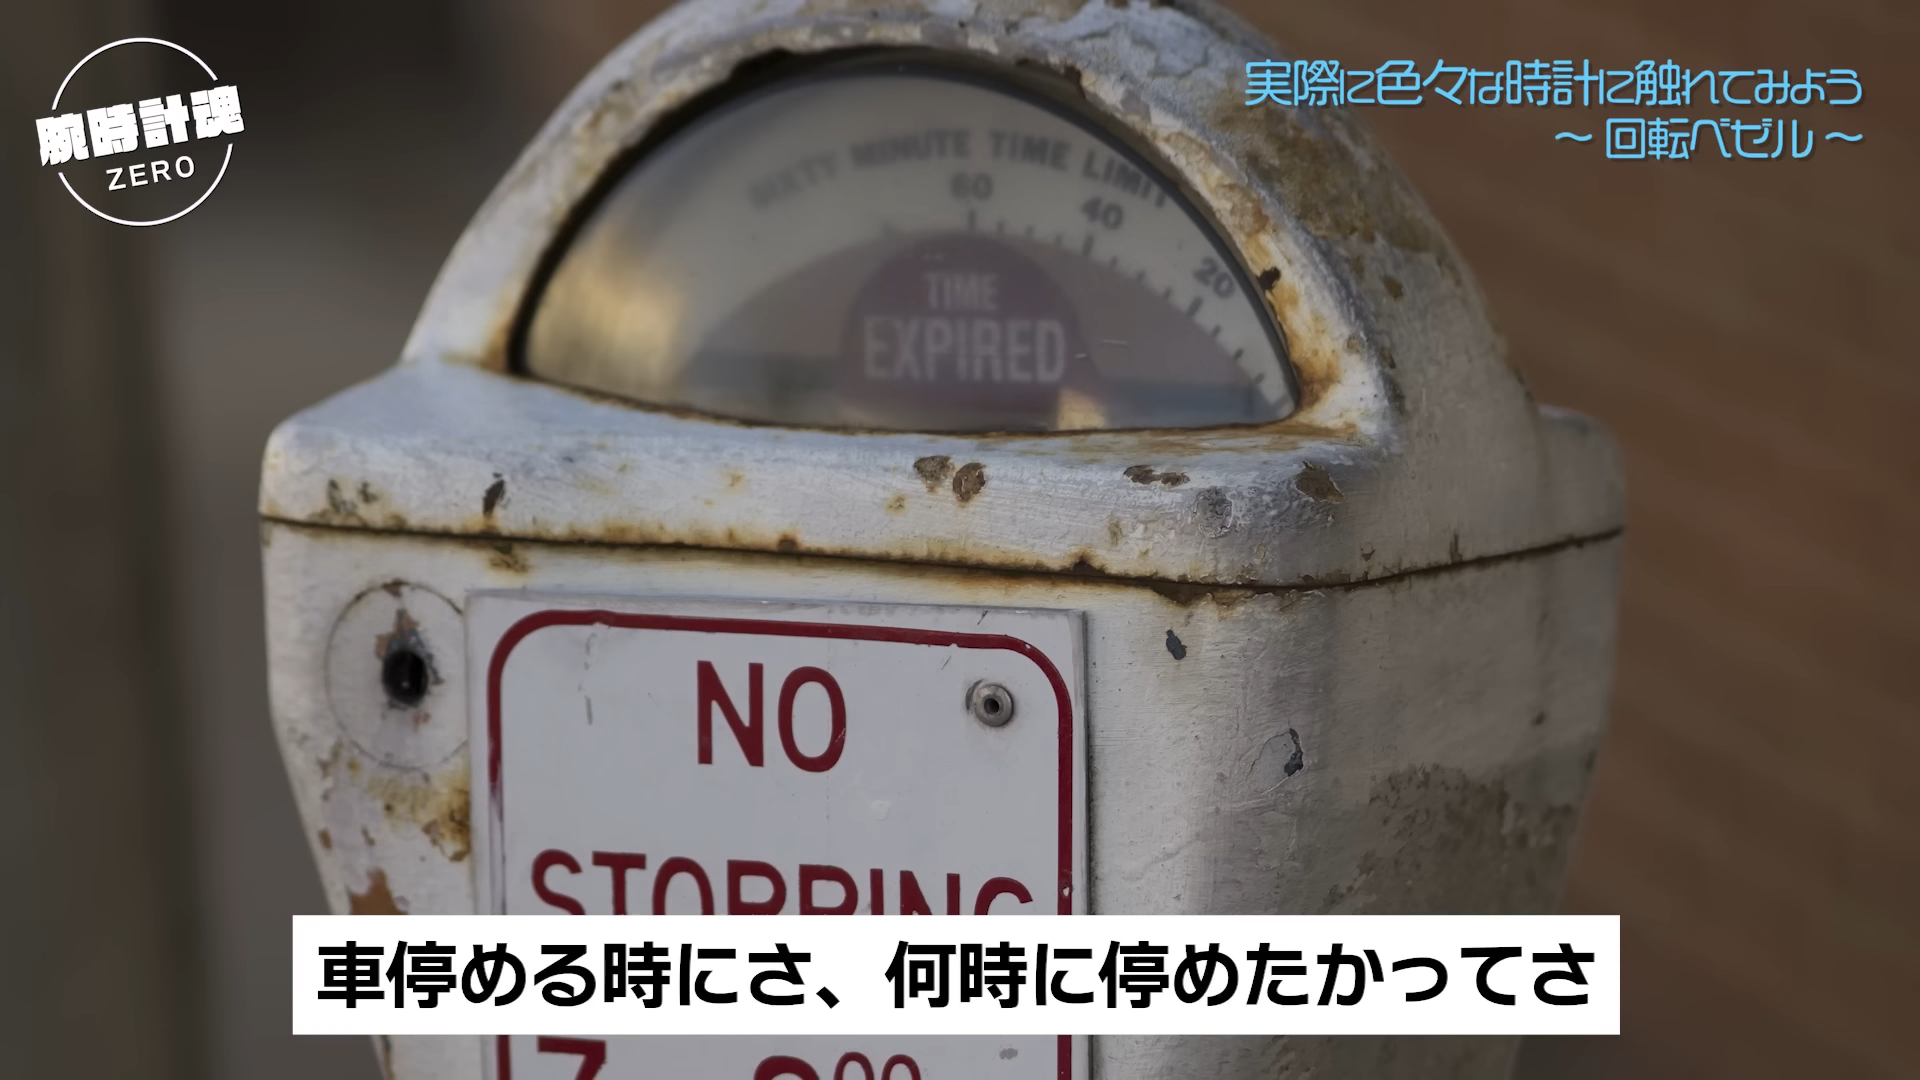 腕時計魂
ZERO
実際に色々な時計に触れてみよう
~ 回転ベゼル ~
SIXTY MINUTE TIME LIMIT
60 40 20
TIME
EXPIRED
NO
STOPPING
車停める時にさ、何時に停めたかってさ